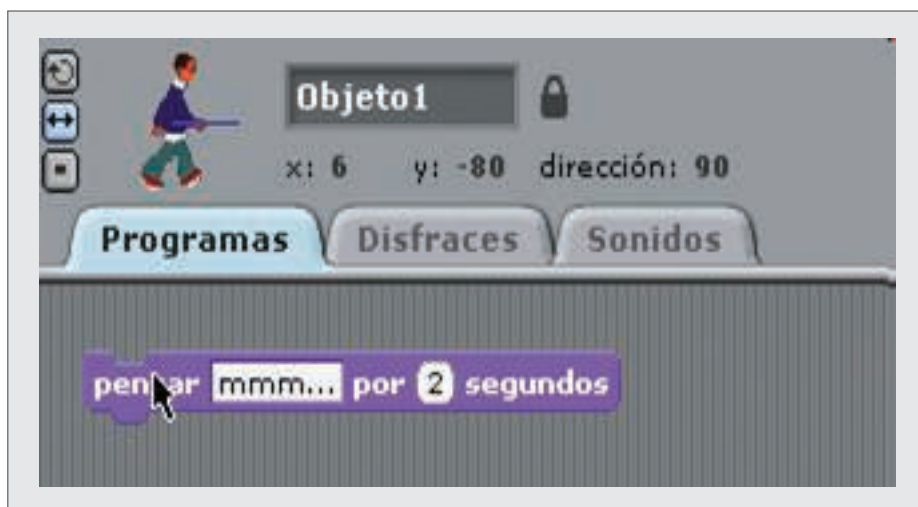 Objeto1
x: 6 y: -80 dirección: 90
Programas Disfraces Sonidos
pensar mmm... por 2 segundos